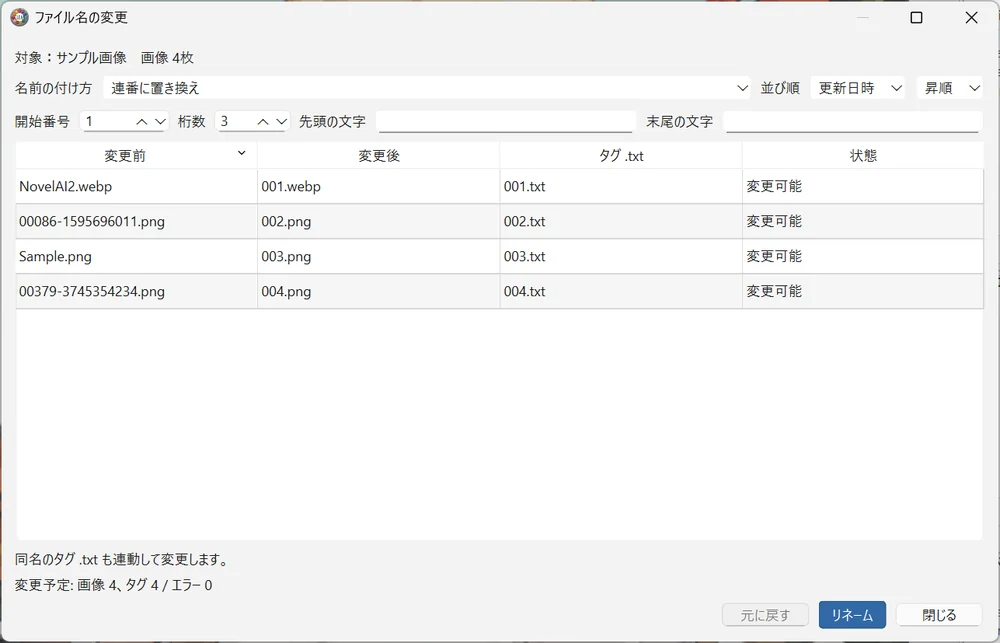 ファイル名の変更
対象：サンプル画像　画像 4枚
名前の付け方 連番に置き換え 並び順 更新日時 昇順
開始番号 1 桁数 3 先頭の文字 末尾の文字
変更前 変更後 タグ .txt 状態
NovelAI2.webp 001.webp 001.txt 変更可能
00086-1595696011.png 002.png 002.txt 変更可能
Sample.png 003.png 003.txt 変更可能
00379-3745354234.png 004.png 004.txt 変更可能
同名のタグ .txt も連動して変更します。
変更予定: 画像 4、タグ 4 / エラー 0
元に戻す リネーム 閉じる